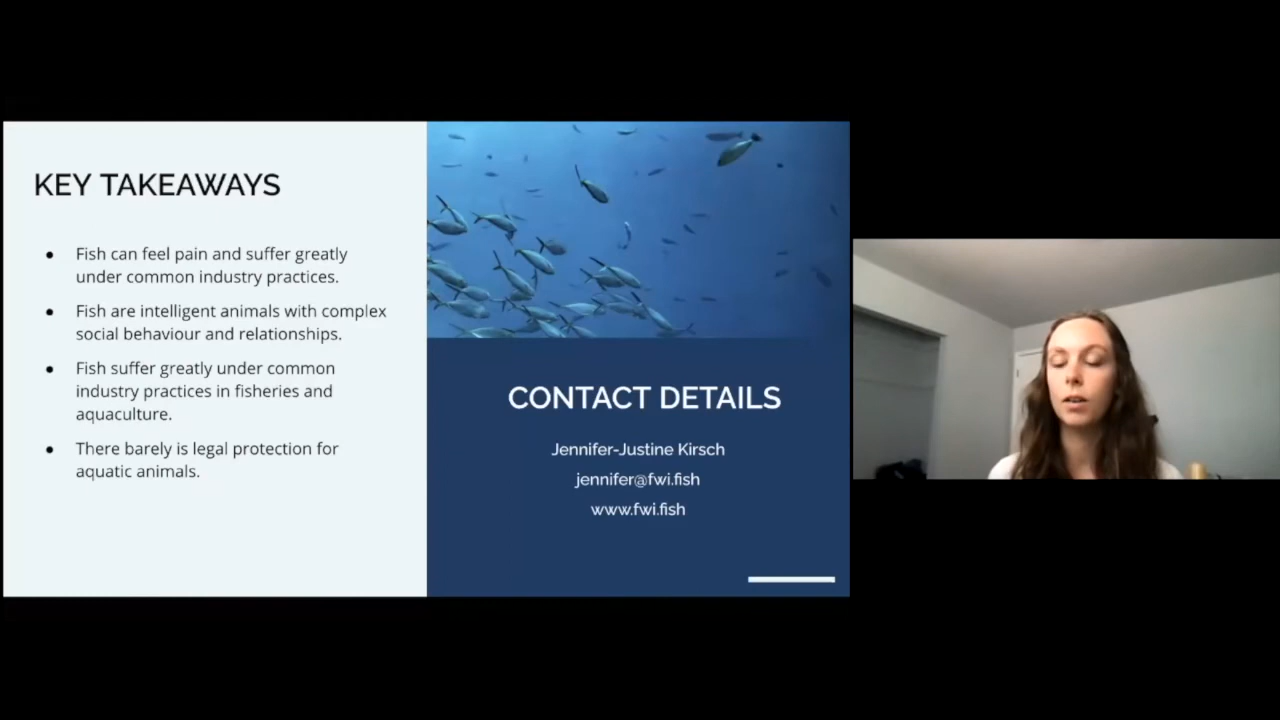 KEY TAKEAWAYS
● Fish can feel pain and suffer greatly
under common industry practices.
● Fish are intelligent animals with complex
social behaviour and relationships.
● Fish suffer greatly under common
industry practices in fisheries and
aquaculture.
● There barely is legal protection for
aquatic animals.
CONTACT DETAILS
Jennifer-Justine Kirsch
jennifer@fwi.fish
www.fwi.fish